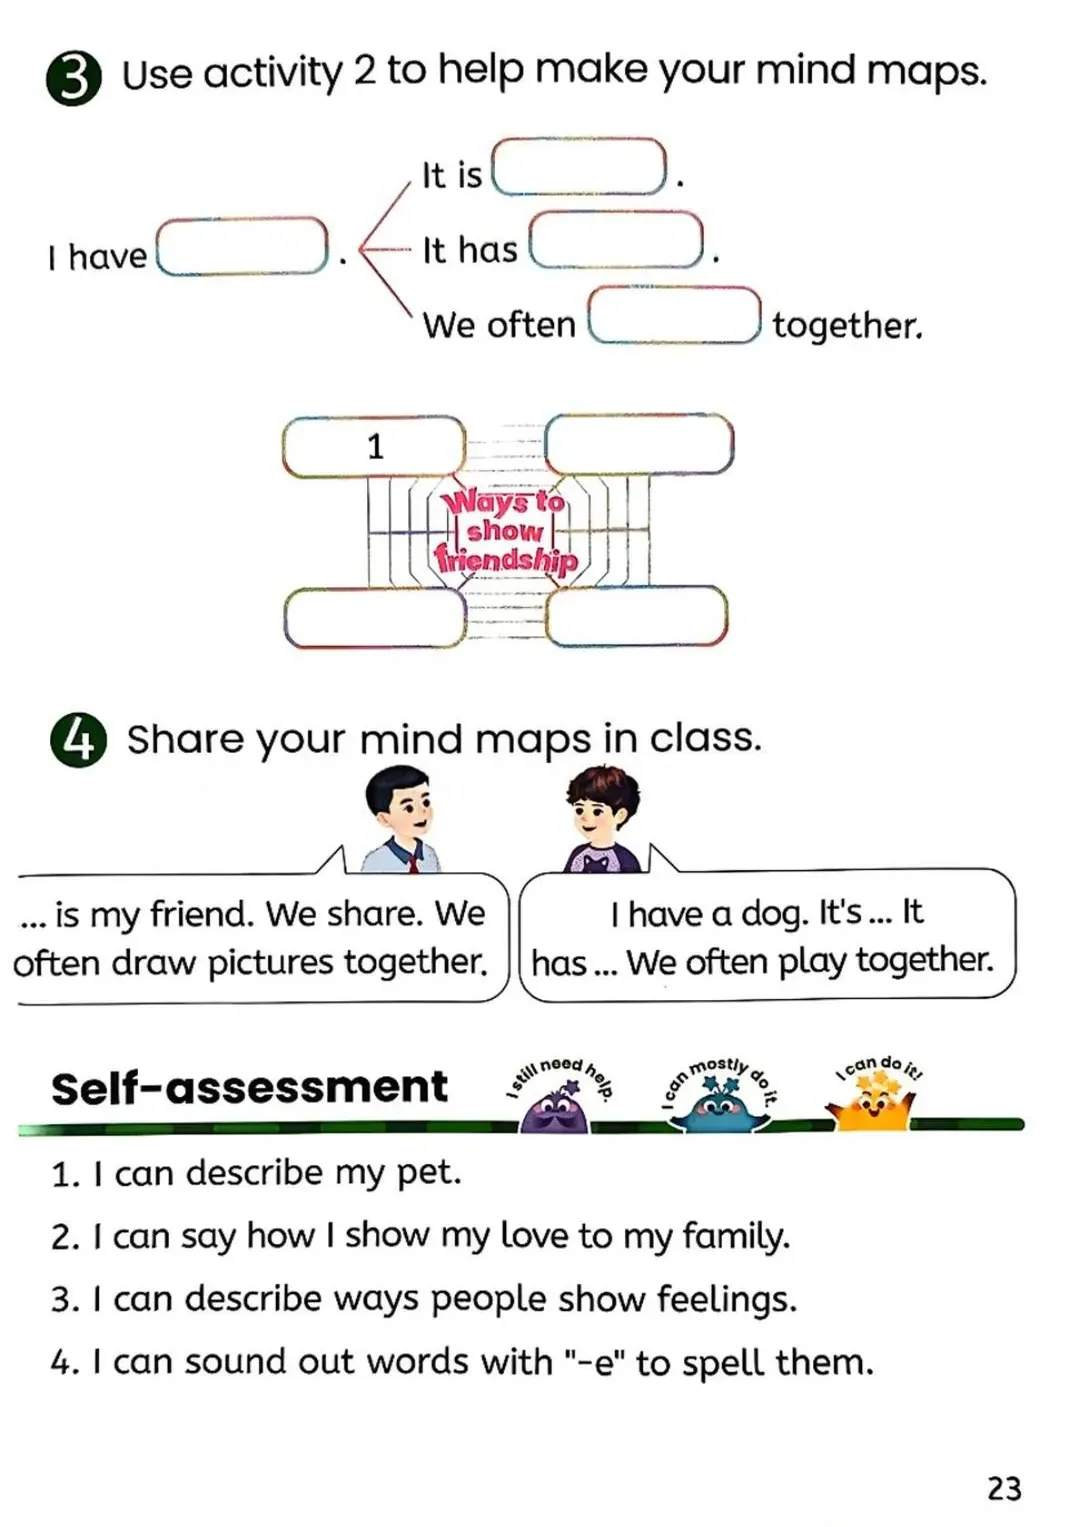 3 Use activity 2 to help make your mind maps.
It is .
I have . It has .
We often together.
1
Ways to
show
friendship
4 Share your mind maps in class.
... is my friend. We share. We
often draw pictures together.
I have a dog. It's ... It
has ... We often play together.
Self-assessment
I still need help.
I can mostly do it.
I can do it!
1. I can describe my pet.
2. I can say how I show my love to my family.
3. I can describe ways people show feelings.
4. I can sound out words with "-e" to spell them.
23